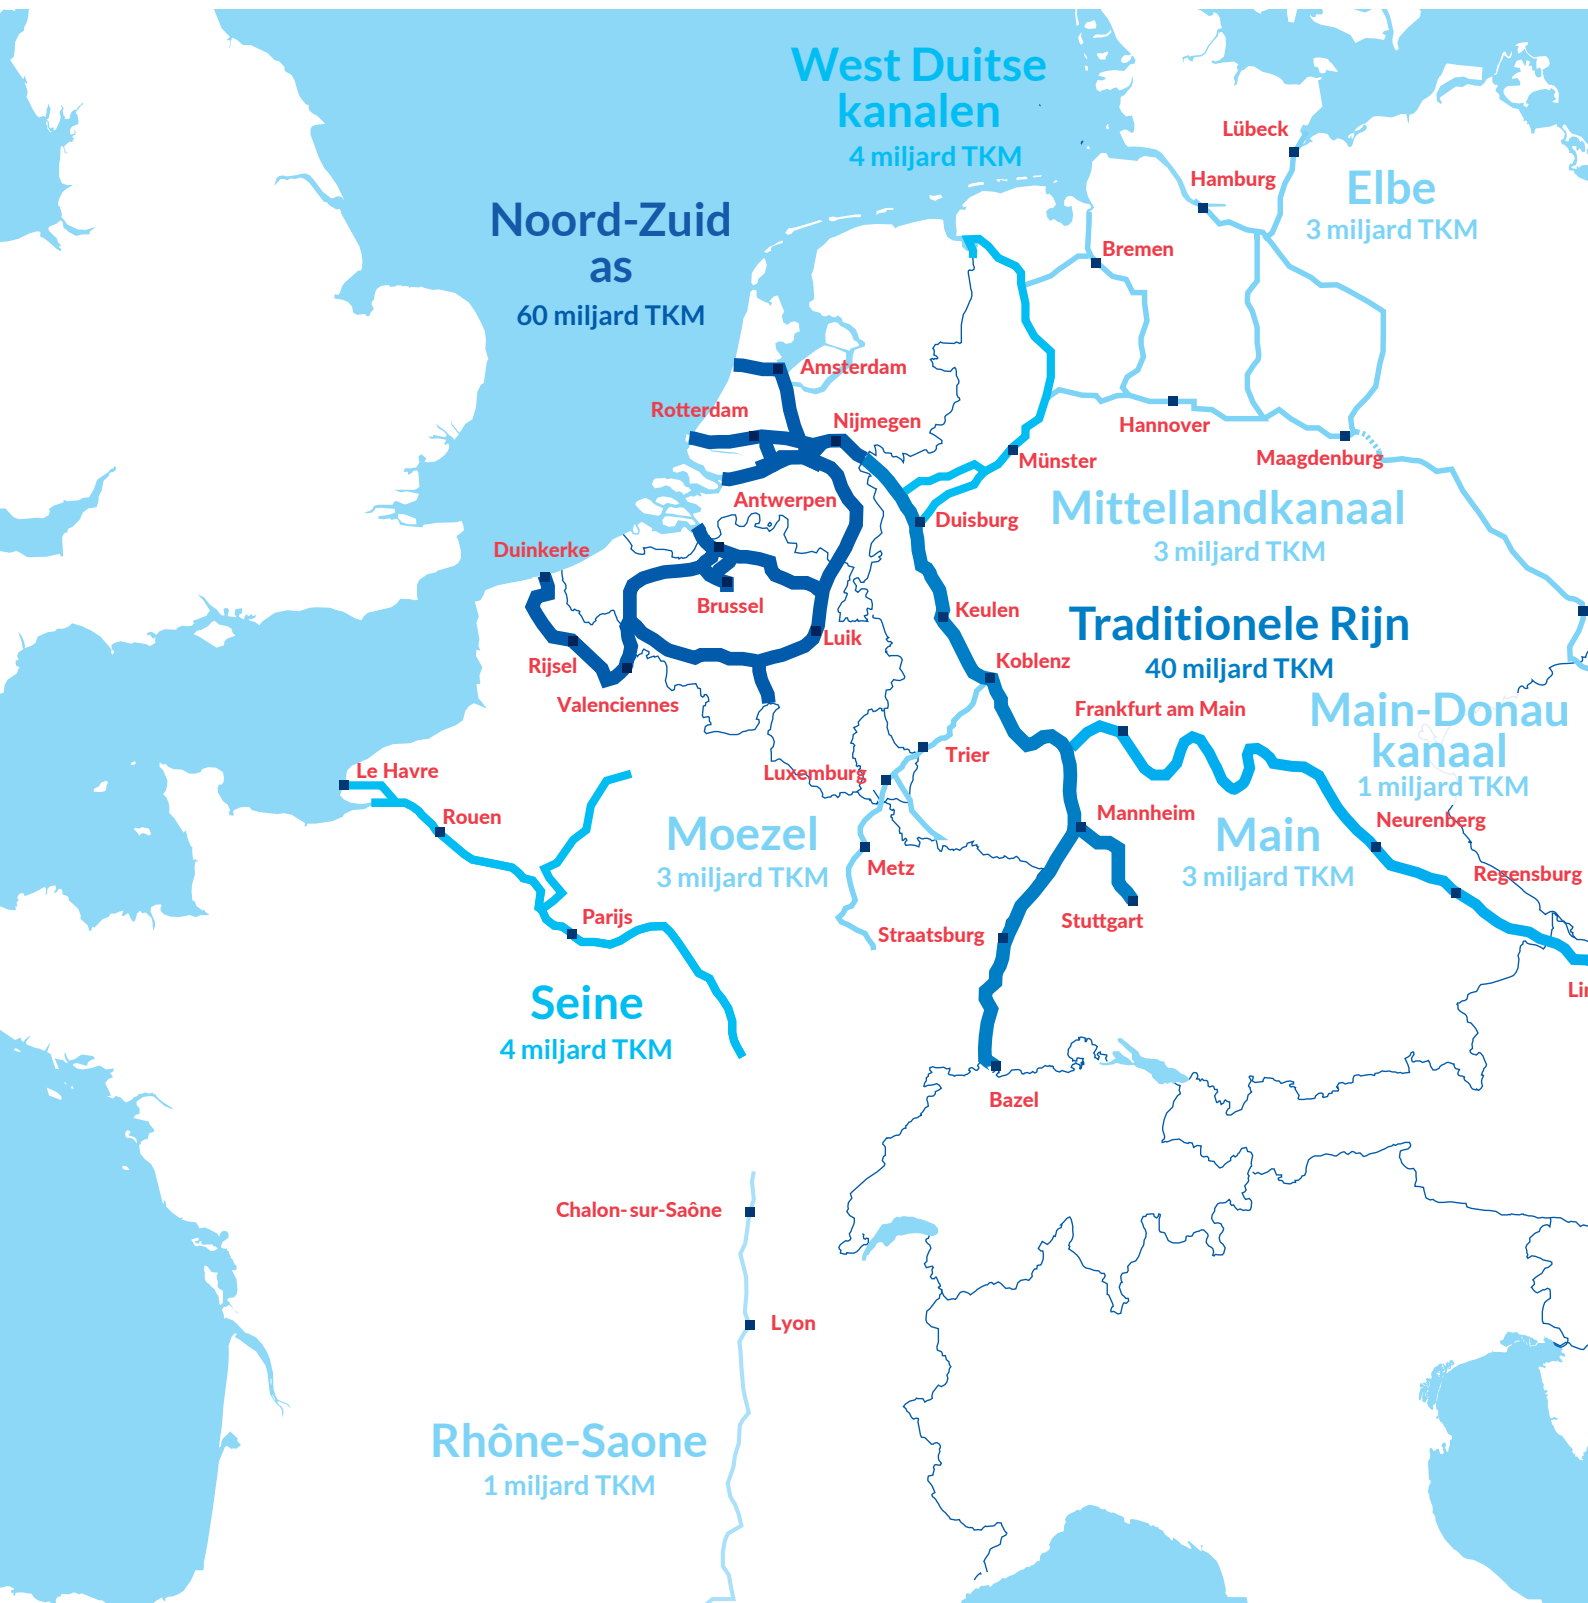 West Duitse
kanalen
4 miljard TKM
Lübeck
Hamburg
Elbe
3 miljard TKM
Noord-Zuid
as
60 miljard TKM
Bremen
Amsterdam
Rotterdam
Nijmegen
Hannover
Münster
Maagdenburg
Antwerpen
Mittellandkanaal
3 miljard TKM
Duisburg
Duinkerke
Brussel
Keulen
Traditionele Rijn
40 miljard TKM
Luik
Rijsel
Koblenz
Valenciennes
Frankfurt am Main
Main-Donau
kanaal
1 miljard TKM
Trier
Luxemburg
Le Havre
Rouen
Moezel
3 miljard TKM
Mannheim
Main
3 miljard TKM
Neurenberg
Metz
Regensburg
Parijs
Straatsburg
Stuttgart
Seine
4 miljard TKM
Bazel
Chalon-sur-Saône
Lyon
Rhône-Saone
1 miljard TKM